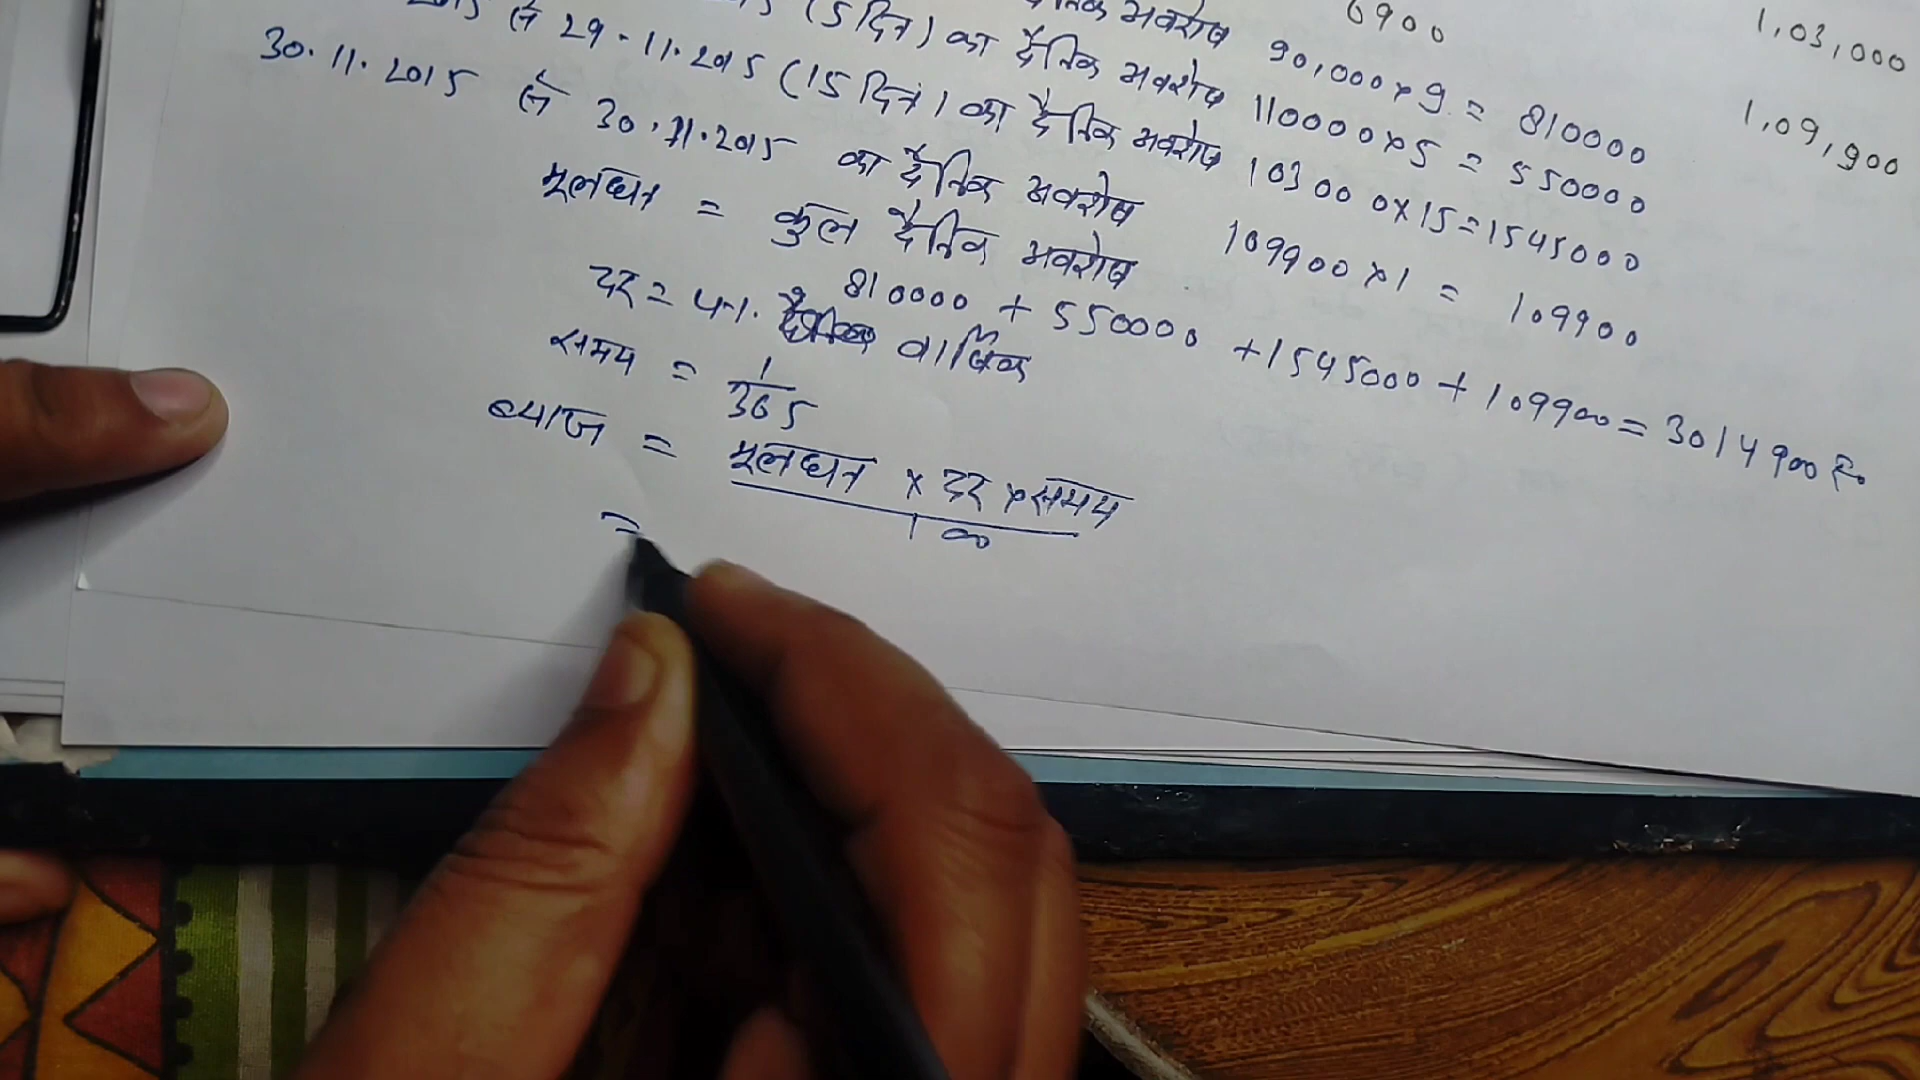 दैनिक अवशेष 90,000×9 = 810000
(5 दिन) का दैनिक अवशेष 110000×5 = 550000
2015 से 29.11.2015 (15 दिन) का दैनिक अवशेष 103000×15=1545000
30.11.2015 से 30.11.2015 का दैनिक अवशेष 109900×1 = 109900
6900
1,03,000
1,09,900
मूलधन = कुल दैनिक अवशेष
810000 + 550000 + 1545000 + 109900 = 3014900 रु०
दर = 4%. वार्षिक
समय = 1/365
ब्याज = मूलधन × दर × समय
100
=